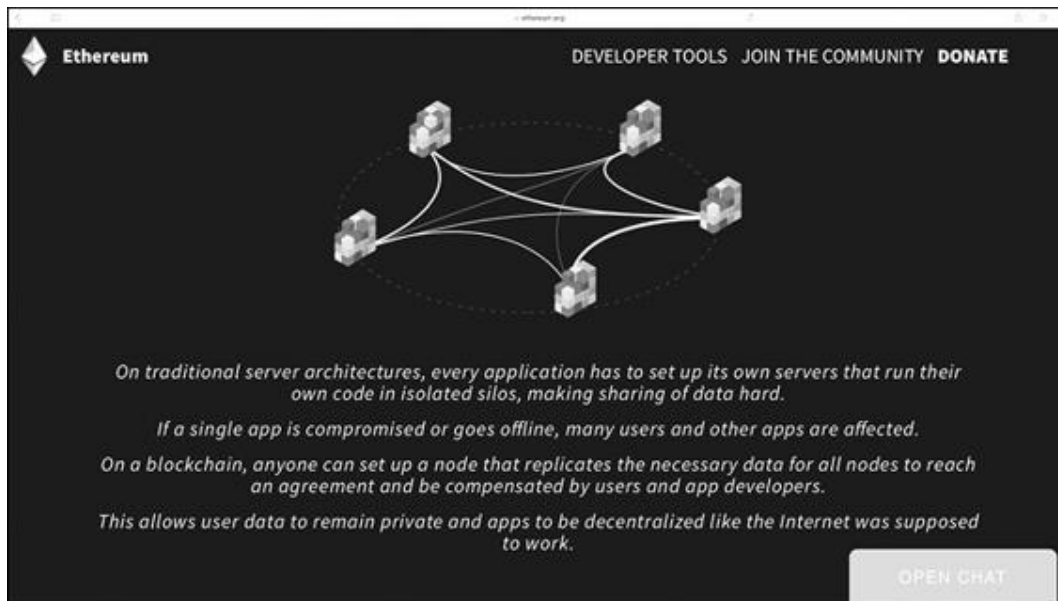 ethereum.org
Ethereum
DEVELOPER TOOLS JOIN THE COMMUNITY DONATE
On traditional server architectures, every application has to set up its own servers that run their
own code in isolated silos, making sharing of data hard.
If a single app is compromised or goes offline, many users and other apps are affected.
On a blockchain, anyone can set up a node that replicates the necessary data for all nodes to reach
an agreement and be compensated by users and app developers.
This allows user data to remain private and apps to be decentralized like the Internet was supposed
to work.
OPEN CHAT